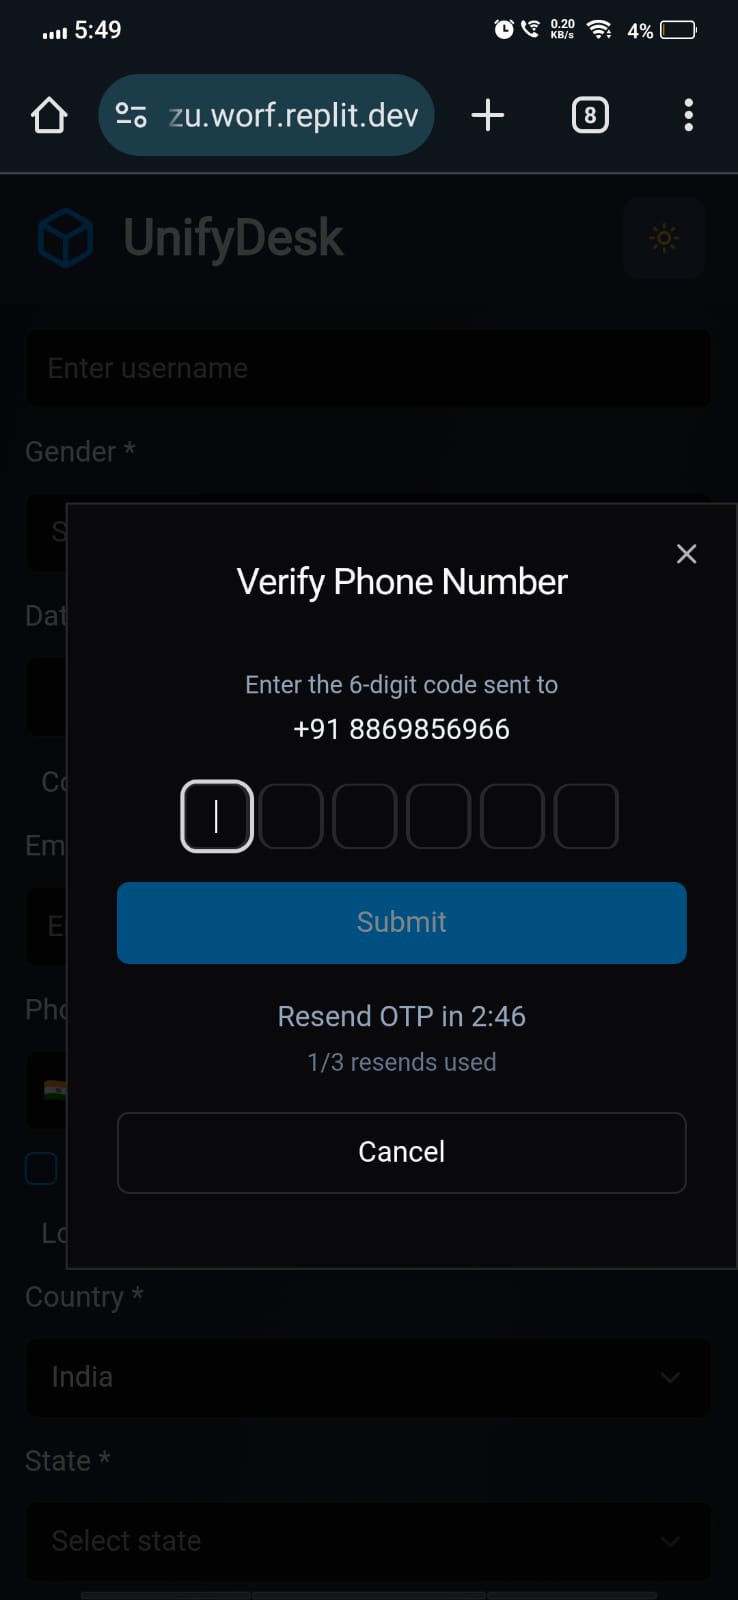 5:49
0.20
KB/s
4%
zu.worf.replit.dev
8
UnifyDesk
Enter username
Gender *
S
Dat
Verify Phone Number
Enter the 6-digit code sent to
+91 8869856966
Co
Em
E
Submit
Pho
Resend OTP in 2:46
1/3 resends used
Cancel
Lo
Country *
India
State *
Select state